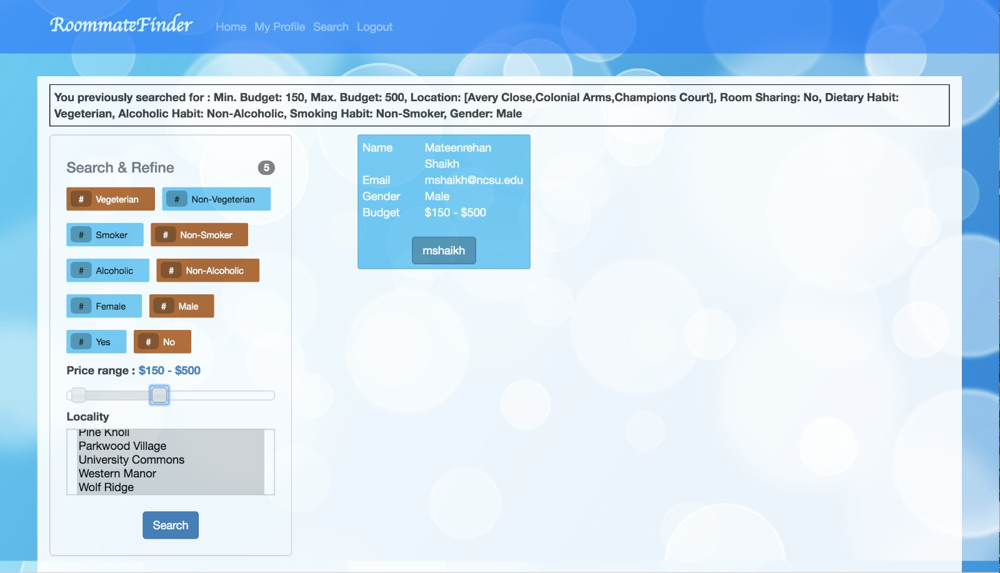 RoommateFinder Home My Profile Search Logout
You previously searched for : Min. Budget: 150, Max. Budget: 500, Location: [Avery Close,Colonial Arms,Champions Court], Room Sharing: No, Dietary Habit:
Vegeterian, Alcoholic Habit: Non-Alcoholic, Smoking Habit: Non-Smoker, Gender: Male
Search & Refine 5
# Vegeterian # Non-Vegeterian
# Smoker # Non-Smoker
# Alcoholic # Non-Alcoholic
# Female # Male
# Yes # No
Price range : $150 - $500
Locality
Pine Knoll
Parkwood Village
University Commons
Western Manor
Wolf Ridge
Search
Name Mateenrehan
Shaikh
Email mshaikh@ncsu.edu
Gender Male
Budget $150 - $500
mshaikh